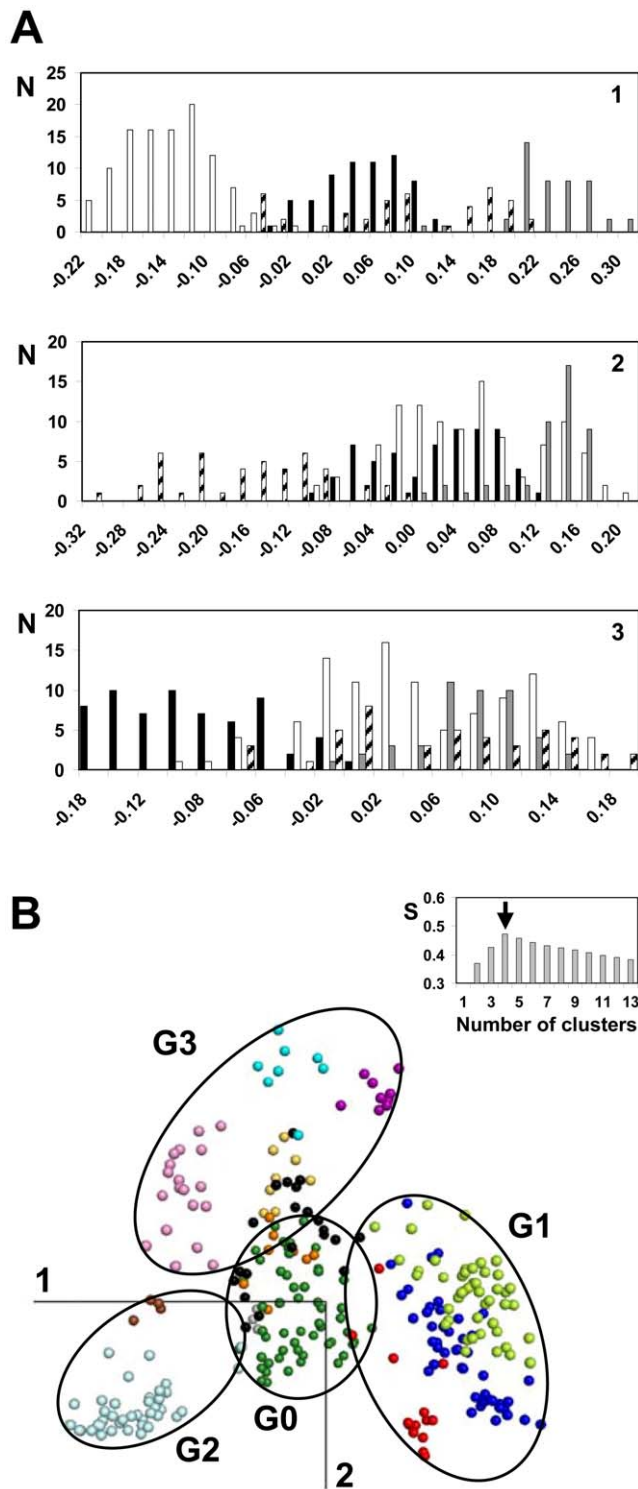 A
N 25 20 15 10 5 0 1
-0.22 -0.18 -0.14 -0.10 -0.06 -0.02 0.02 0.06 0.10 0.14 0.18 0.22 0.26 0.30
N 20 15 10 5 0 2
-0.32 -0.28 -0.24 -0.20 -0.16 -0.12 -0.08 -0.04 0.00 0.04 0.08 0.12 0.16 0.20
N 20 15 10 5 0 3
-0.18 -0.12 -0.08 -0.06 -0.02 0.02 0.06 0.10 0.14 0.18
B
S 0.6 0.5 0.4 0.3
1 3 5 7 9 11 13
Number of clusters
G3
G1
1
G2
G0
2